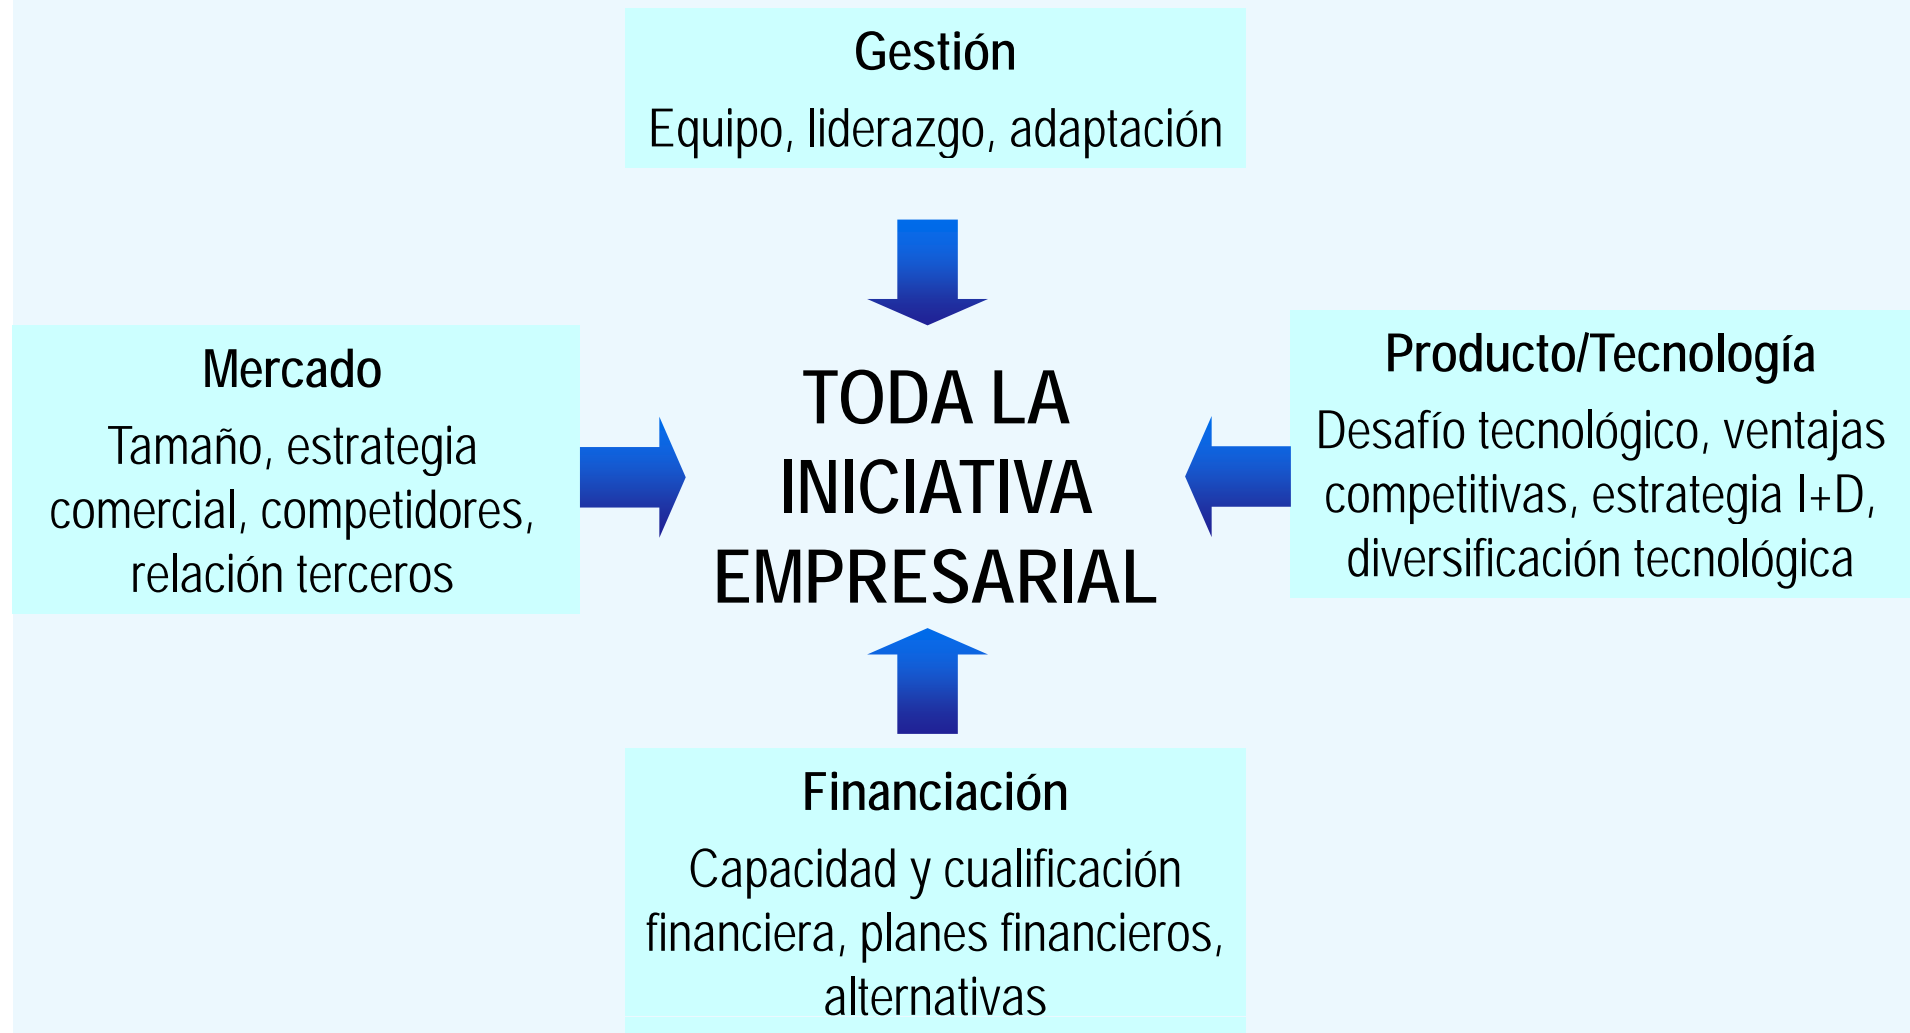 Gestión
Equipo, liderazgo, adaptación
Mercado
Tamaño, estrategia
comercial, competidores,
relación terceros
TODA LA
INICIATIVA
EMPRESARIAL
Producto/Tecnología
Desafío tecnológico, ventajas
competitivas, estrategia I+D,
diversificación tecnológica
Financiación
Capacidad y cualificación
financiera, planes financieros,
alternativas